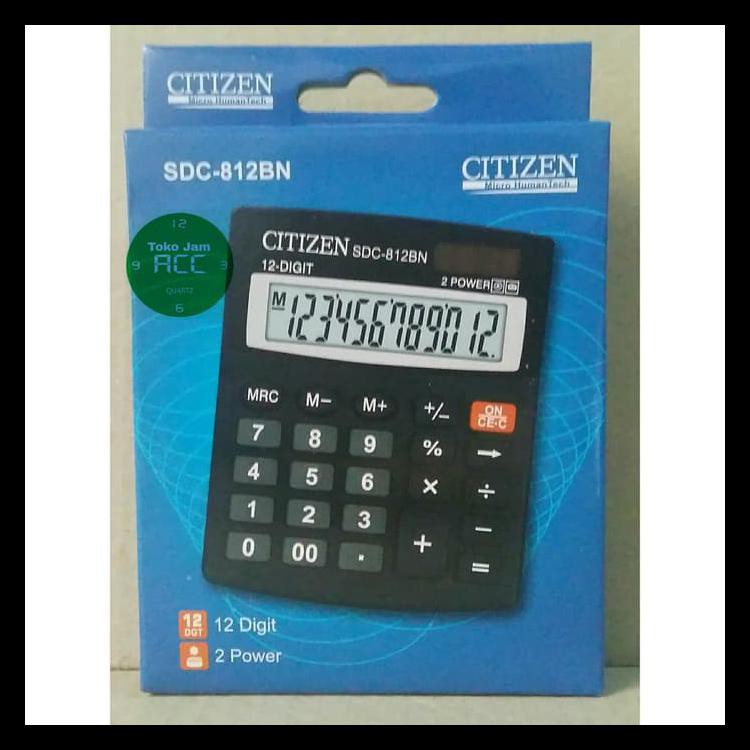 CITIZEN
Micro HumanTech
SDC-812BN
CITIZEN
Micro HumanTech
12
Toko Jam
9 ACC 3
QUARTZ
6
CITIZEN SDC-812BN
12-DIGIT
2 POWER
M 123456789012.
MRC M− M+ +/− ON
CE·C
7 8 9 % →
4 5 6 × ÷
1 2 3 + −
0 00 . =
12
DGT
12 Digit
2 Power